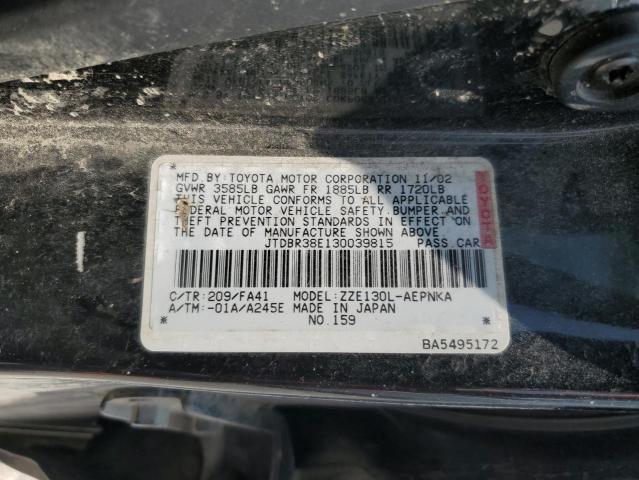 MFD.BY:TOYOTA MOTOR CORPORATION 11/02
GVWR 3585LB GAWR FR 1885LB RR 1720LB
THIS VEHICLE CONFORMS TO ALL APPLICABLE
FEDERAL MOTOR VEHICLE SAFETY,BUMPER,AND
THEFT PREVENTION STANDARDS IN EFFECT ON
THE DATE OF MANUFACTURE SHOWN ABOVE.
JTDBR38E130039815 PASS.CAR
TOYOTA
C/TR:209/FA41 MODEL:ZZE130L-AEPNKA
A/TM:-01A/A245E MADE IN JAPAN
NO.159
BA5495172